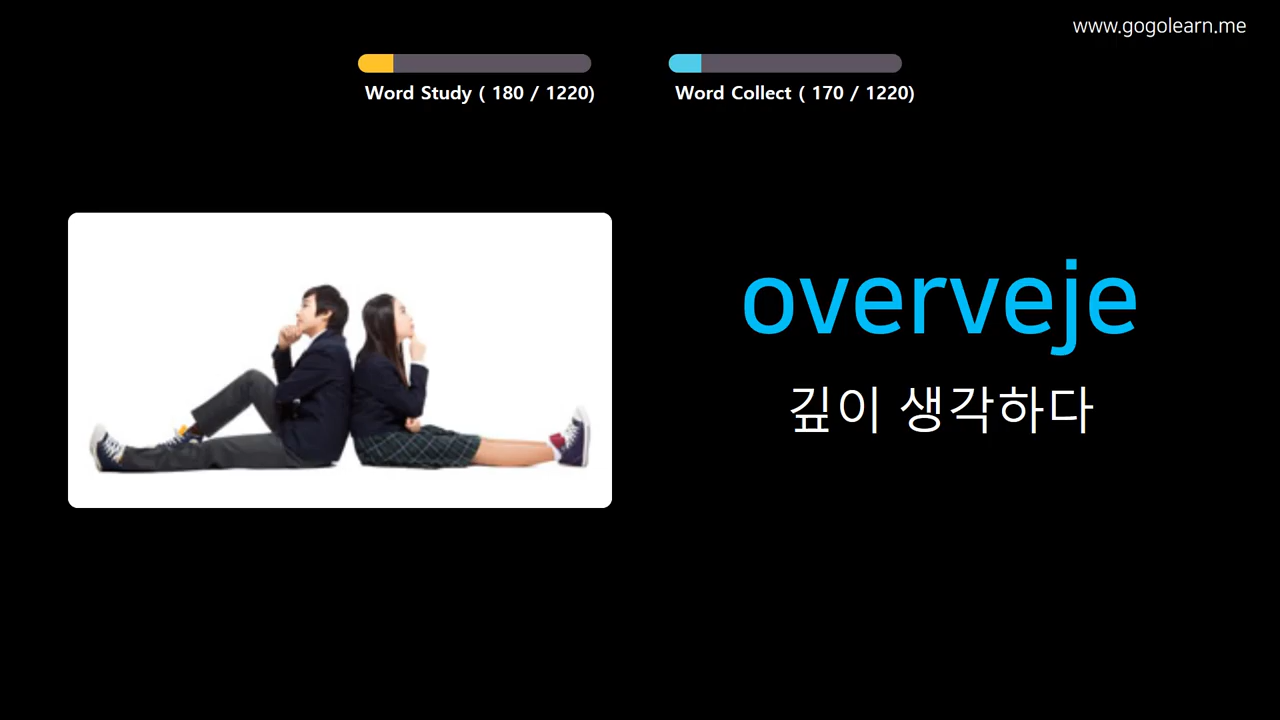 www.gogolearn.me
Word Study ( 180 / 1220)
Word Collect ( 170 / 1220)
overveje
깊이 생각하다